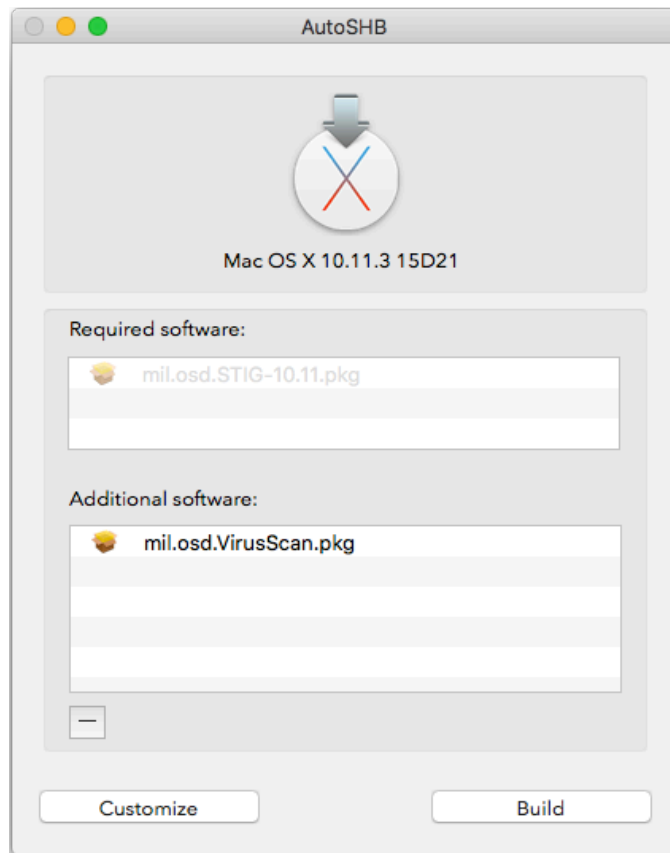 AutoSHB
Mac OS X 10.11.3 15D21
Required software:
mil.osd.STIG-10.11.pkg
Additional software:
mil.osd.VirusScan.pkg
Customize
Build